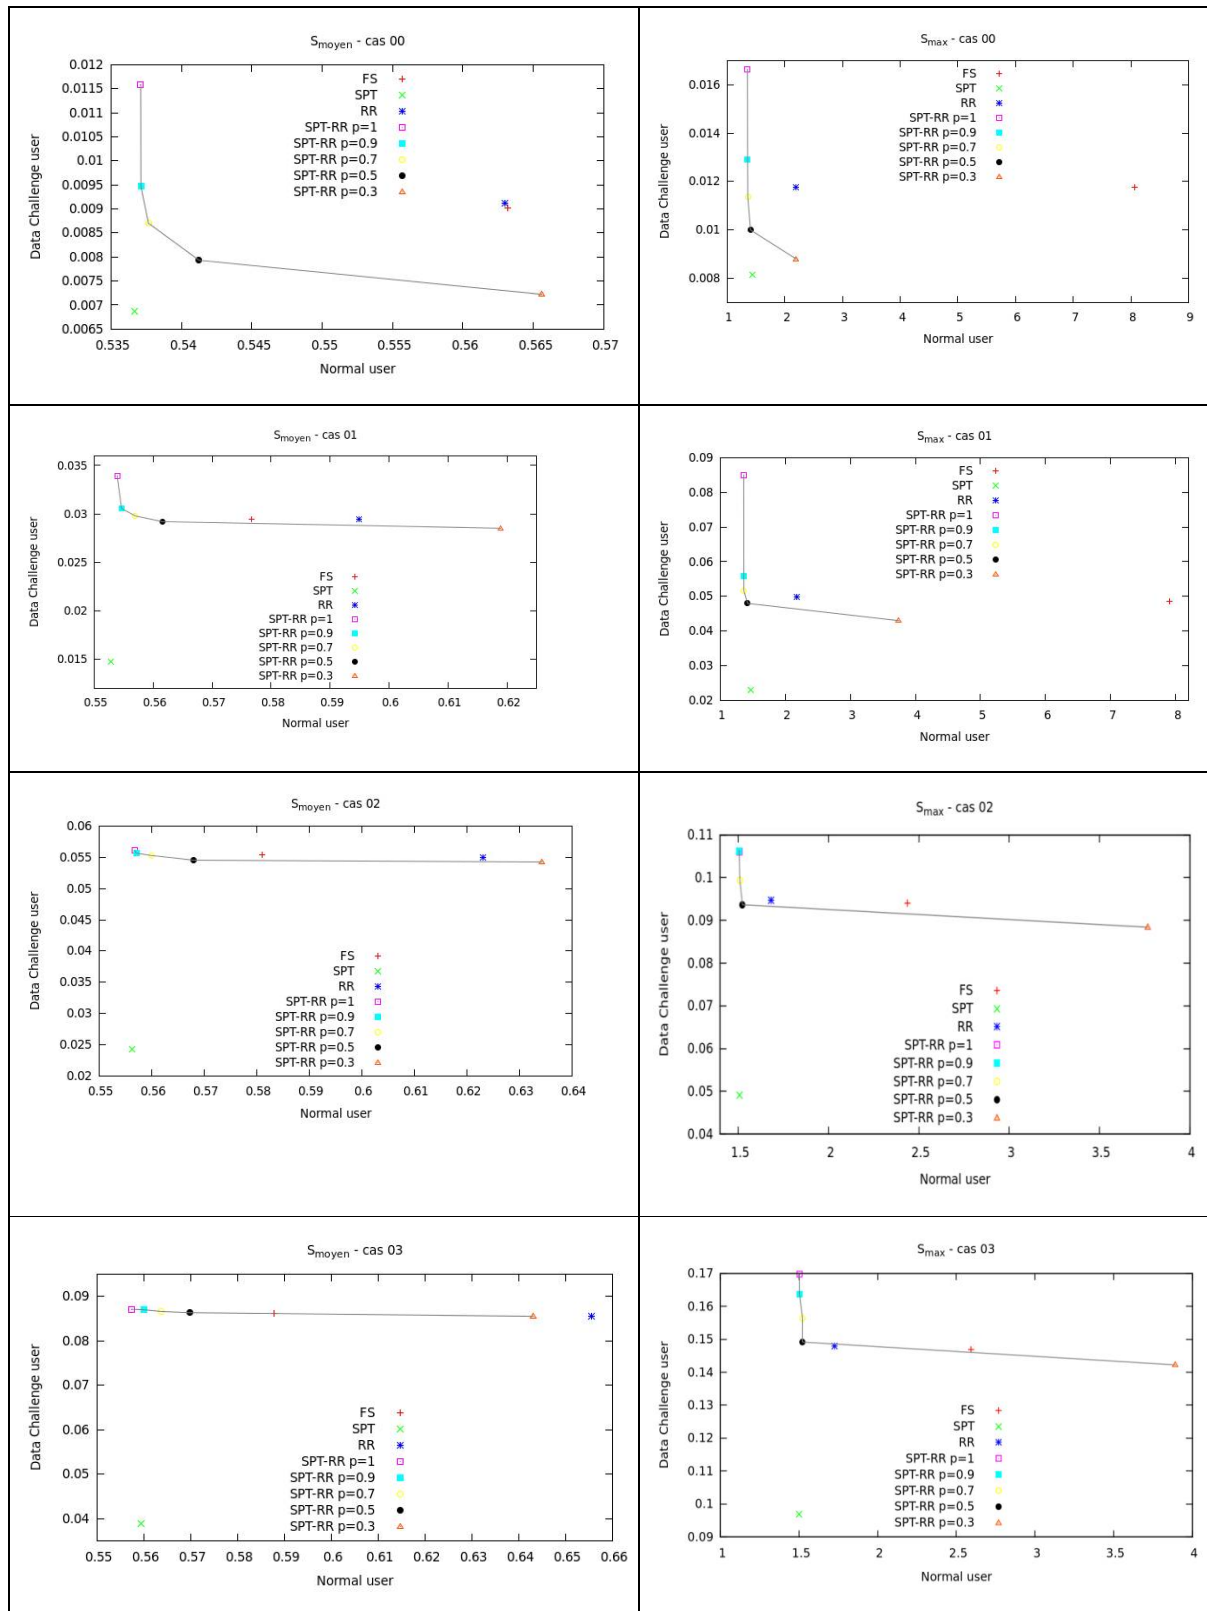 S_moyen - cas 00
0.012
0.0115
0.011
0.0105
0.01
0.0095
0.009
0.0085
0.008
0.0075
0.007
0.0065
Data Challenge user
FS
SPT
RR
SPT-RR p=1
SPT-RR p=0.9
SPT-RR p=0.7
SPT-RR p=0.5
SPT-RR p=0.3
0.535 0.54 0.545 0.55 0.555 0.56 0.565 0.57
Normal user
S_max - cas 00
0.016
0.014
0.012
0.01
0.008
Data Challenge user
FS
SPT
RR
SPT-RR p=1
SPT-RR p=0.9
SPT-RR p=0.7
SPT-RR p=0.5
SPT-RR p=0.3
1 2 3 4 5 6 7 8 9
Normal user
S_moyen - cas 01
0.035
0.03
0.025
0.02
0.015
Data Challenge user
FS
SPT
RR
SPT-RR p=1
SPT-RR p=0.9
SPT-RR p=0.7
SPT-RR p=0.5
SPT-RR p=0.3
0.55 0.56 0.57 0.58 0.59 0.6 0.61 0.62
Normal user
S_max - cas 01
0.09
0.08
0.07
0.06
0.05
0.04
0.03
0.02
Data Challenge user
FS
SPT
RR
SPT-RR p=1
SPT-RR p=0.9
SPT-RR p=0.7
SPT-RR p=0.5
SPT-RR p=0.3
1 2 3 4 5 6 7 8
Normal user
S_moyen - cas 02
0.06
0.055
0.05
0.045
0.04
0.035
0.03
0.025
0.02
Data Challenge user
FS
SPT
RR
SPT-RR p=1
SPT-RR p=0.9
SPT-RR p=0.7
SPT-RR p=0.5
SPT-RR p=0.3
0.55 0.56 0.57 0.58 0.59 0.6 0.61 0.62 0.63 0.64
Normal user
S_max - cas 02
0.11
0.1
0.09
0.08
0.07
0.06
0.05
0.04
Data Challenge user
FS
SPT
RR
SPT-RR p=1
SPT-RR p=0.9
SPT-RR p=0.7
SPT-RR p=0.5
SPT-RR p=0.3
1.5 2 2.5 3 3.5 4
Normal user
S_moyen - cas 03
0.09
0.08
0.07
0.06
0.05
0.04
Data Challenge user
FS
SPT
RR
SPT-RR p=1
SPT-RR p=0.9
SPT-RR p=0.7
SPT-RR p=0.5
SPT-RR p=0.3
0.55 0.56 0.57 0.58 0.59 0.6 0.61 0.62 0.63 0.64 0.65 0.66
Normal user
S_max - cas 03
0.17
0.16
0.15
0.14
0.13
0.12
0.11
0.1
0.09
Data Challenge user
FS
SPT
RR
SPT-RR p=1
SPT-RR p=0.9
SPT-RR p=0.7
SPT-RR p=0.5
SPT-RR p=0.3
1 1.5 2 2.5 3 3.5 4
Normal user